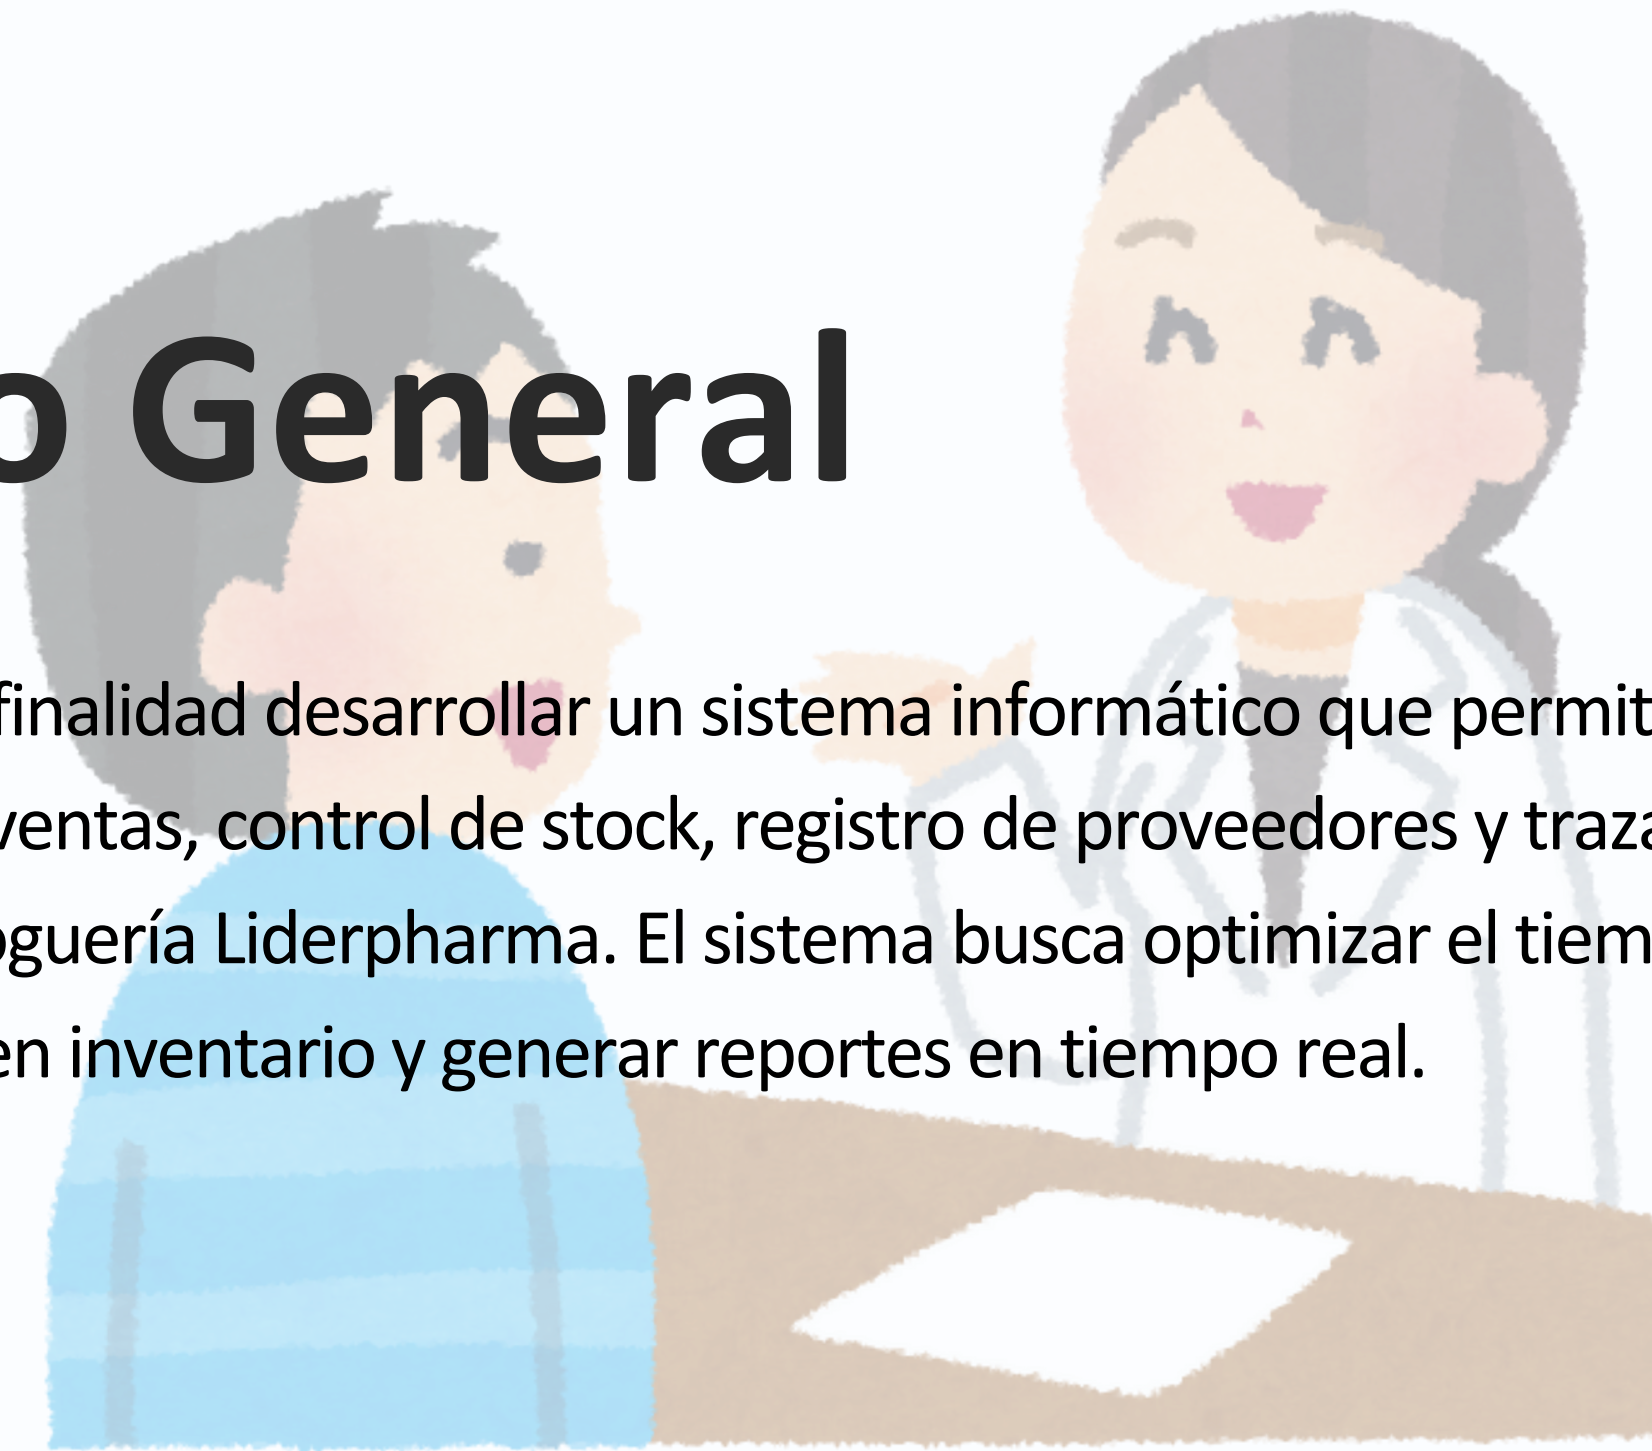 o General
finalidad desarrollar un sistema informático que permit
ventas, control de stock, registro de proveedores y traza
oguería Liderpharma. El sistema busca optimizar el tiem
en inventario y generar reportes en tiempo real.